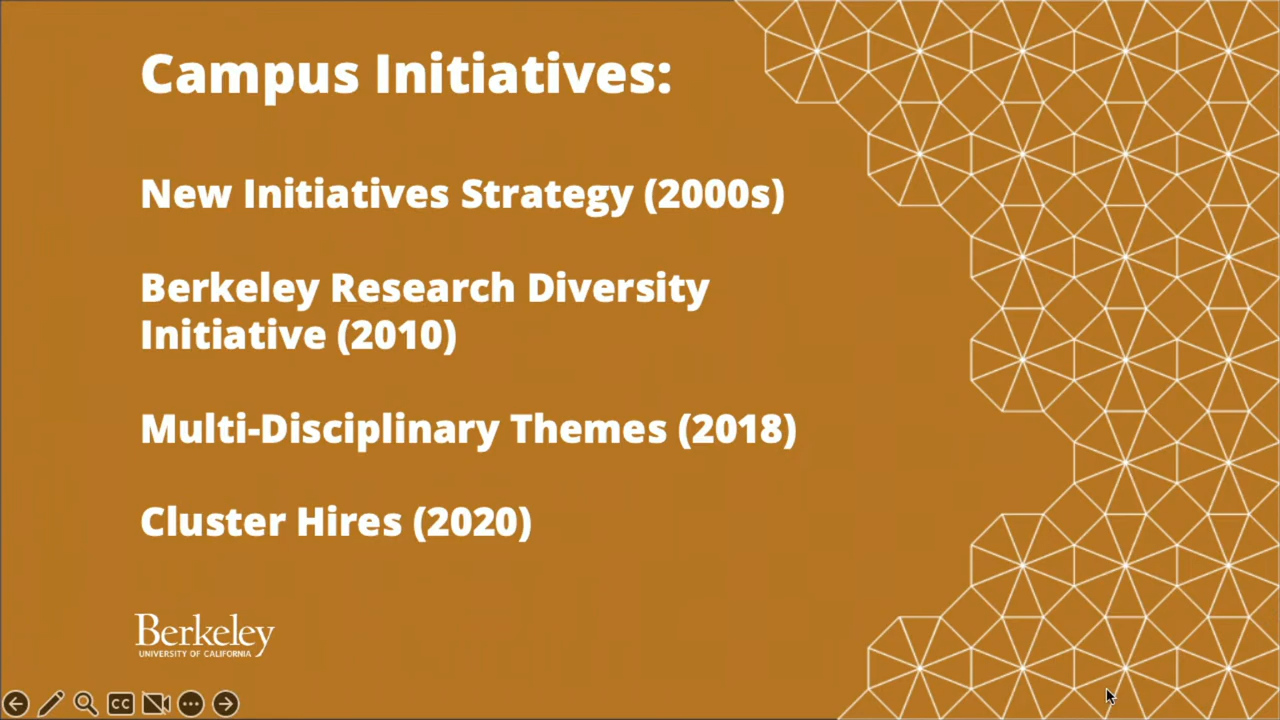 Campus Initiatives:
New Initiatives Strategy (2000s)
Berkeley Research Diversity
Initiative (2010)
Multi-Disciplinary Themes (2018)
Cluster Hires (2020)
Berkeley
UNIVERSITY OF CALIFORNIA
CC